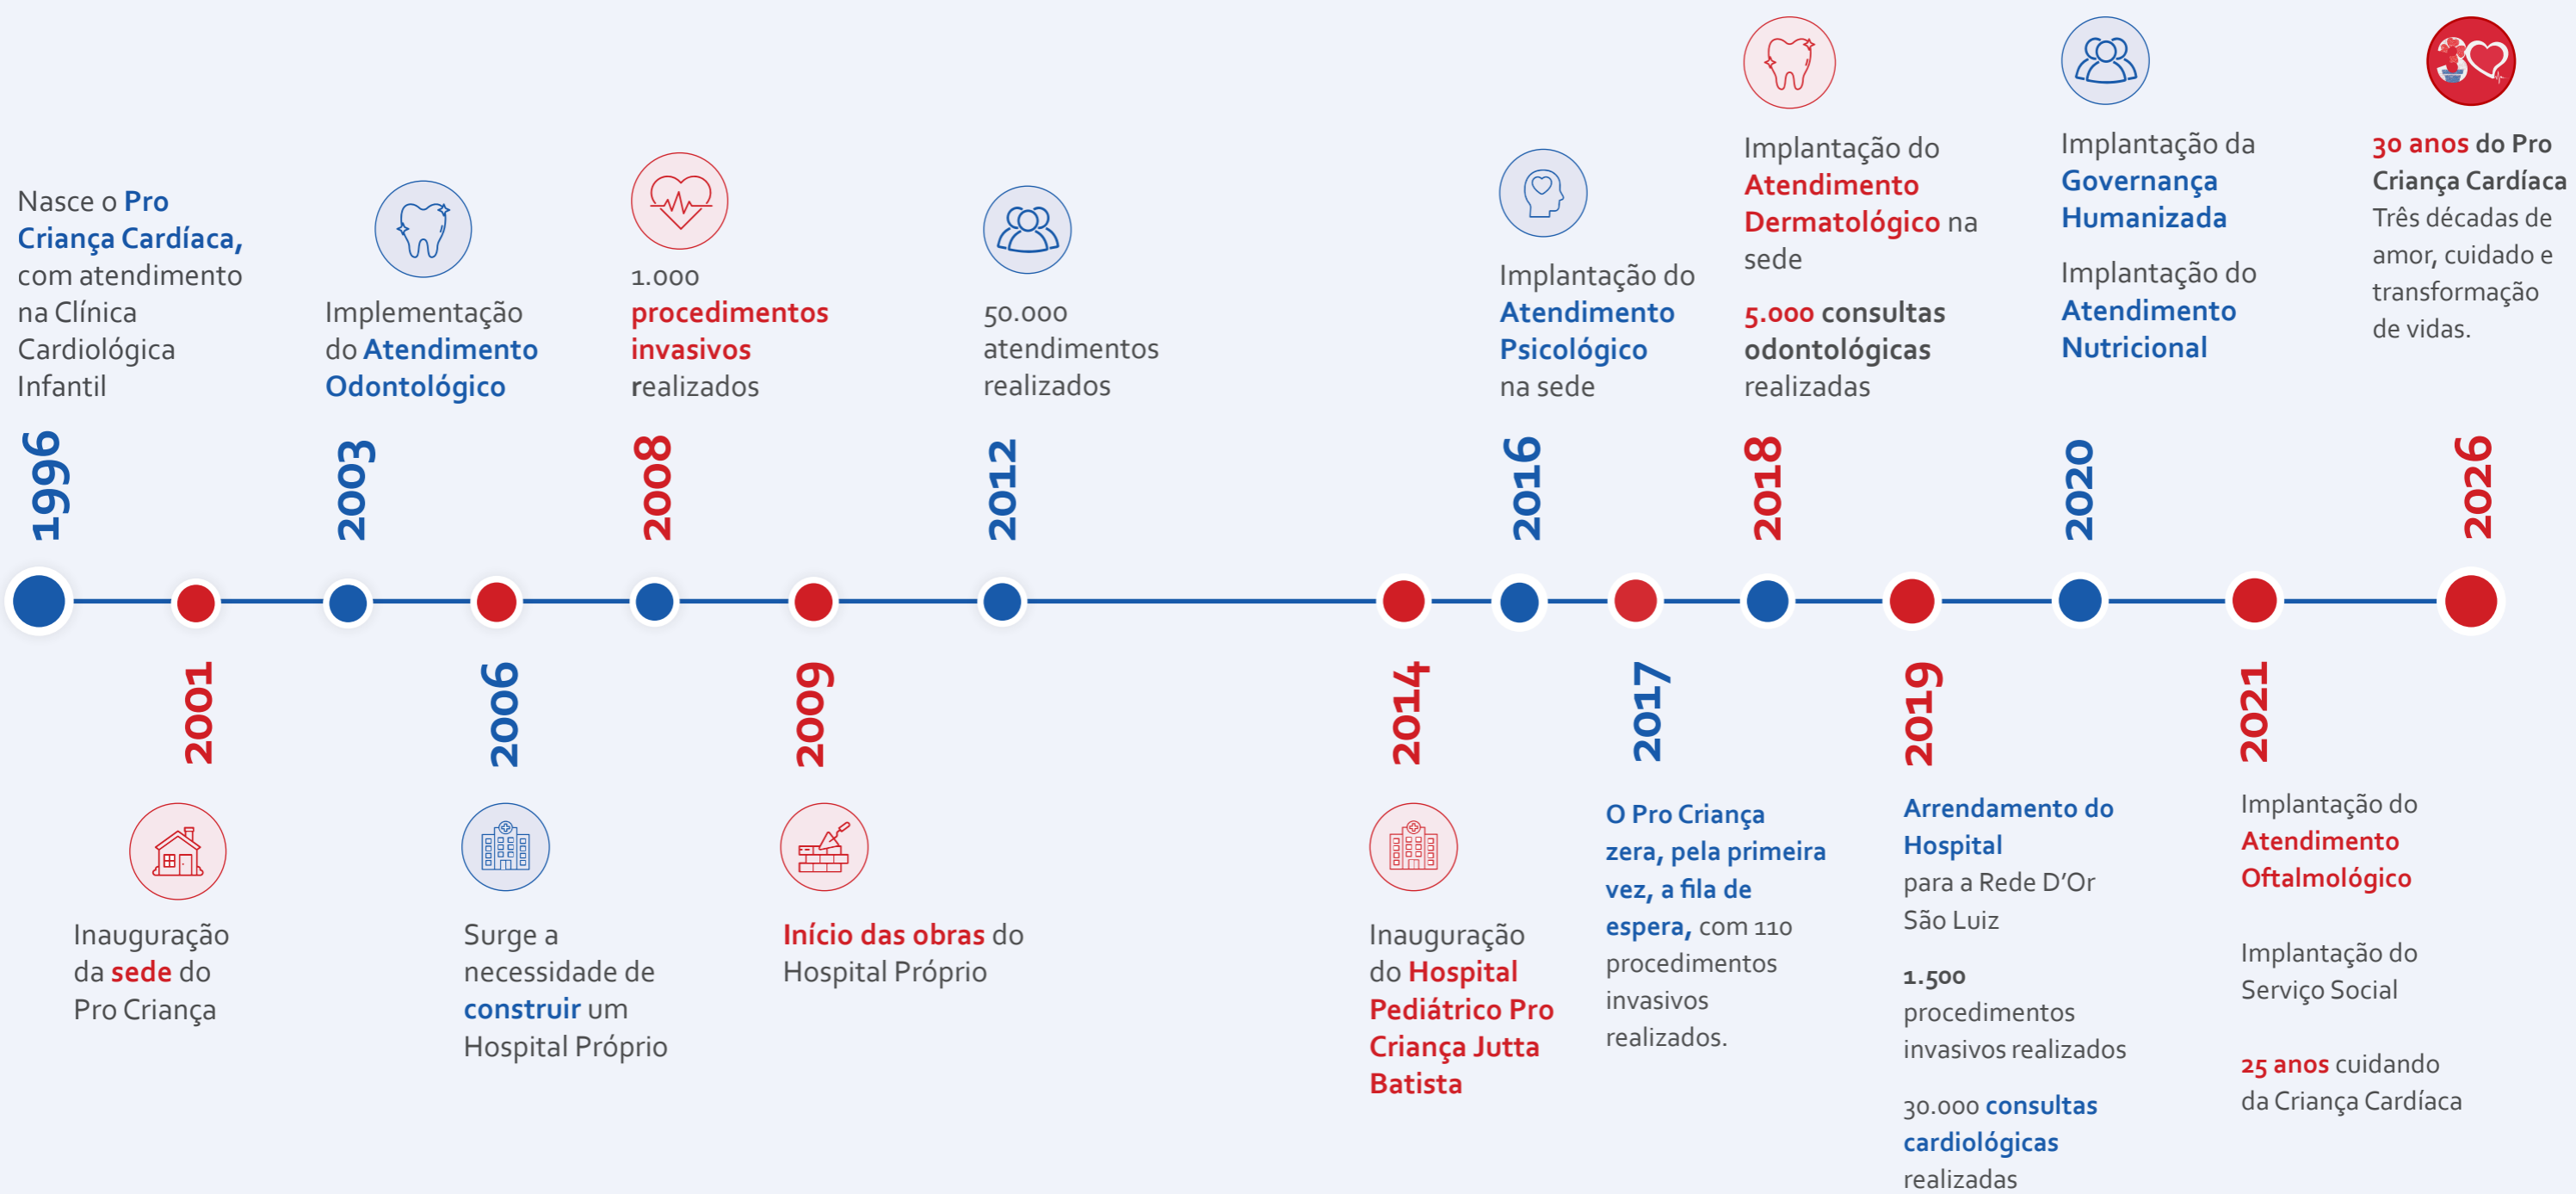 Nasce o Pro
Criança Cardíaca,
com atendimento
na Clínica
Cardiológica
Infantil
1996
2001
Inauguração
da sede do
Pro Criança
Implementação
do Atendimento
Odontológico
2003
2006
Surge a
necessidade de
construir um
Hospital Próprio
1.000
procedimentos
invasivos
realizados
2008
2009
Início das obras do
Hospital Próprio
50.000
atendimentos
realizados
2012
2014
Inauguração
do Hospital
Pediátrico Pro
Criança Jutta
Batista
Implantação do
Atendimento
Psicológico
na sede
2016
2017
O Pro Criança
zera, pela primeira
vez, a fila de
espera, com 110
procedimentos
invasivos
realizados.
Implantação do
Atendimento
Dermatológico na
sede
5.000 consultas
odontológicas
realizadas
2018
2019
Arrendamento do
Hospital
para a Rede D’Or
São Luiz
1.500
procedimentos
invasivos realizados
30.000 consultas
cardiológicas
realizadas
Implantação da
Governança
Humanizada
Implantação do
Atendimento
Nutricional
2020
2021
Implantação do
Atendimento
Oftalmológico
Implantação do
Serviço Social
25 anos cuidando
da Criança Cardíaca
30 anos do Pro
Criança Cardíaca
Três décadas de
amor, cuidado e
transformação
de vidas.
2026